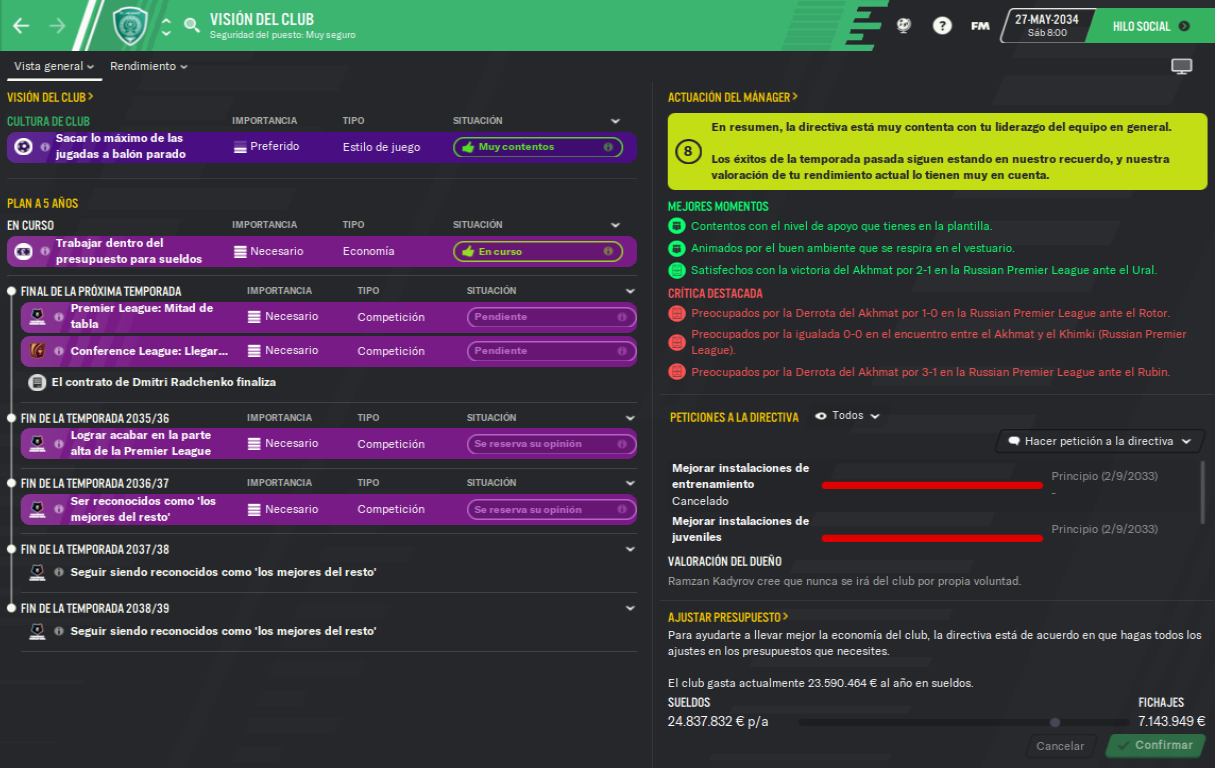 VISIÓN DEL CLUB
Seguridad del puesto: Muy seguro
FM
27-MAY-2034
Sáb 8:00
HILO SOCIAL
Vista general
Rendimiento
VISIÓN DEL CLUB
CULTURA DE CLUB IMPORTANCIA TIPO SITUACIÓN
Sacar lo máximo de las
jugadas a balón parado
Preferido Estilo de juego Muy contentos
PLAN A 5 AÑOS
EN CURSO IMPORTANCIA TIPO SITUACIÓN
Trabajar dentro del
presupuesto para sueldos
Necesario Economía En curso
FINAL DE LA PRÓXIMA TEMPORADA IMPORTANCIA TIPO SITUACIÓN
Premier League: Mitad de
tabla
Necesario Competición Pendiente
Conference League: Llegar... Necesario Competición Pendiente
El contrato de Dmitri Radchenko finaliza
FIN DE LA TEMPORADA 2035/36 IMPORTANCIA TIPO SITUACIÓN
Lograr acabar en la parte
alta de la Premier League
Necesario Competición Se reserva su opinión
FIN DE LA TEMPORADA 2036/37 IMPORTANCIA TIPO SITUACIÓN
Ser reconocidos como 'los
mejores del resto'
Necesario Competición Se reserva su opinión
FIN DE LA TEMPORADA 2037/38
Seguir siendo reconocidos como 'los mejores del resto'
FIN DE LA TEMPORADA 2038/39
Seguir siendo reconocidos como 'los mejores del resto'
ACTUACIÓN DEL MÁNAGER
8
En resumen, la directiva está muy contenta con tu liderazgo del equipo en general.
Los éxitos de la temporada pasada siguen estando en nuestro recuerdo, y nuestra
valoración de tu rendimiento actual lo tienen muy en cuenta.
MEJORES MOMENTOS
Contentos con el nivel de apoyo que tienes en la plantilla.
Animados por el buen ambiente que se respira en el vestuario.
Satisfechos con la victoria del Akhmat por 2-1 en la Russian Premier League ante el Ural.
CRÍTICA DESTACADA
Preocupados por la Derrota del Akhmat por 1-0 en la Russian Premier League ante el Rotor.
Preocupados por la igualada 0-0 en el encuentro entre el Akhmat y el Khimki (Russian Premier
League).
Preocupados por la Derrota del Akhmat por 3-1 en la Russian Premier League ante el Rubin.
PETICIONES A LA DIRECTIVA Todos
Hacer petición a la directiva
Mejorar instalaciones de
entrenamiento
Cancelado
Principio (2/9/2033)
-
Mejorar instalaciones de
juveniles
Principio (2/9/2033)
VALORACIÓN DEL DUEÑO
Ramzan Kadyrov cree que nunca se irá del club por propia voluntad.
AJUSTAR PRESUPUESTO
Para ayudarte a llevar mejor la economía del club, la directiva está de acuerdo en que hagas todos los
ajustes en los presupuestos que necesites.
El club gasta actualmente 23.590.464 € al año en sueldos.
SUELDOS FICHAJES
24.837.832 € p/a 7.143.949 €
Cancelar Confirmar